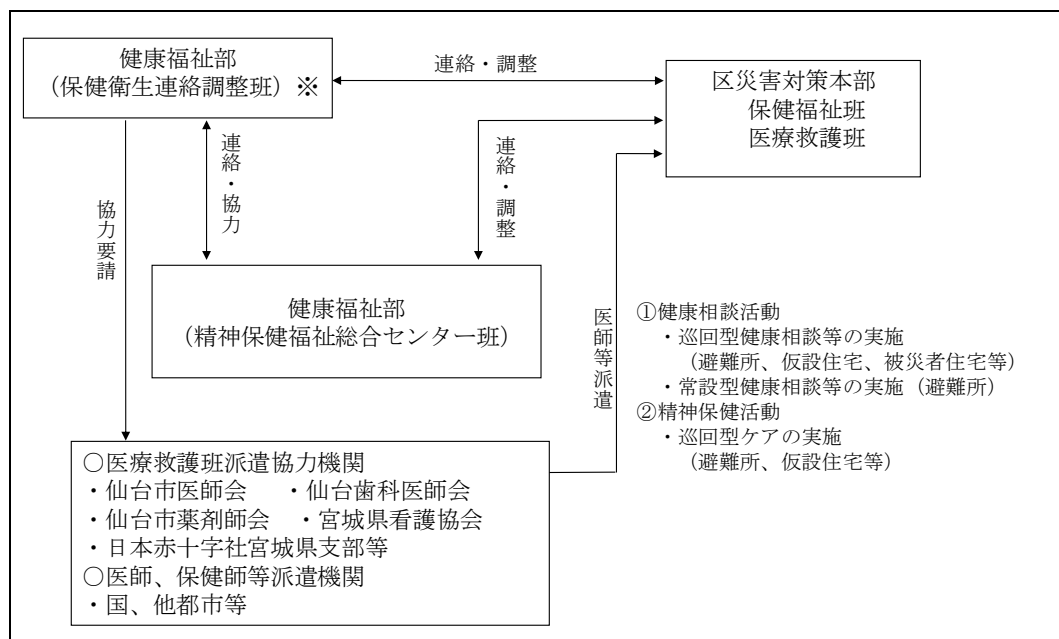 健康福祉部
(保健衛生連絡調整班)※
連絡・調整
区災害対策本部
保健福祉班
医療救護班
連絡・協力
連絡・調整
協力要請
健康福祉部
(精神保健福祉総合センター班)
医師等派遣
①健康相談活動
・巡回型健康相談等の実施
(避難所、仮設住宅、被災者住宅等)
・常設型健康相談等の実施(避難所)
②精神保健活動
・巡回型ケアの実施
(避難所、仮設住宅等)
○医療救護班派遣協力機関
・仙台市医師会 ・仙台歯科医師会
・仙台市薬剤師会 ・宮城県看護協会
・日本赤十字社宮城県支部等
○医師、保健師等派遣機関
・国、他都市等